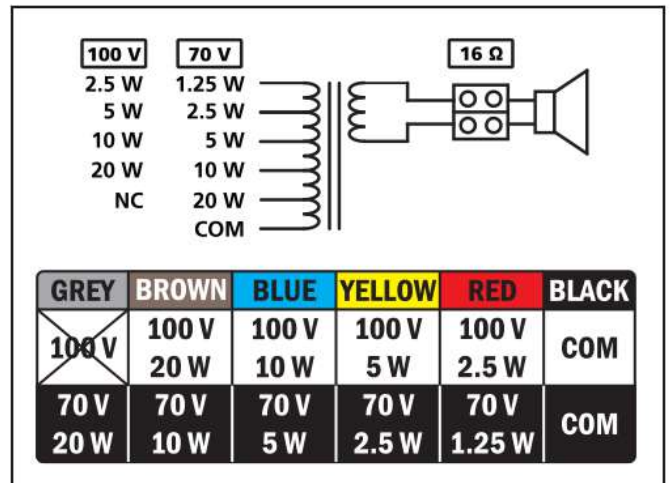 100 V 70 V 16 Ω
2.5 W 1.25 W
5 W 2.5 W
10 W 5 W
20 W 10 W
NC 20 W
COM
GREY BROWN BLUE YELLOW RED BLACK
100 V 100 V 100 V 100 V 100 V COM
20 W 10 W 5 W 2.5 W
70 V 70 V 70 V 70 V 70 V COM
20 W 10 W 5 W 2.5 W 1.25 W